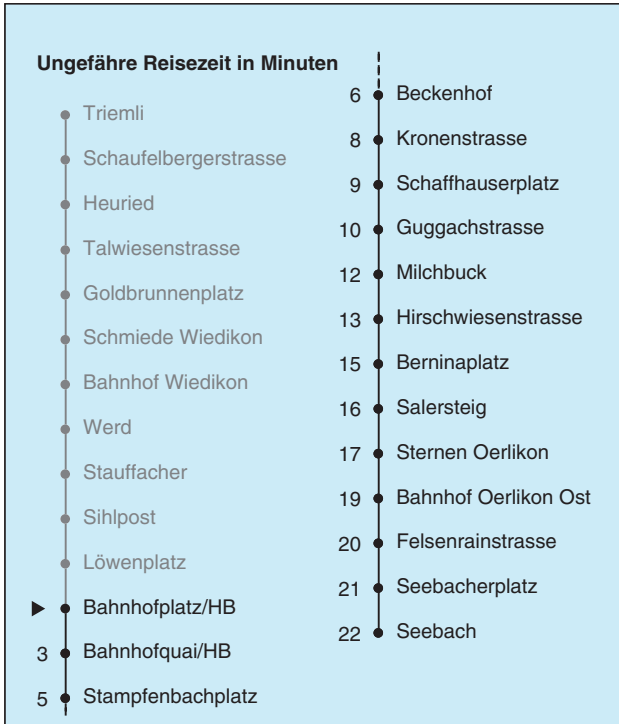 Ungefähre Reisezeit in Minuten
Triemli
Schaufelbergerstrasse
Heuried
Talwiesenstrasse
Goldbrunnenplatz
Schmiede Wiedikon
Bahnhof Wiedikon
Werd
Stauffacher
Sihlpost
Löwenplatz
Bahnhofplatz/HB
3 Bahnhofquai/HB
5 Stampfenbachplatz
6 Beckenhof
8 Kronenstrasse
9 Schaffhauserplatz
10 Guggachstrasse
12 Milchbuck
13 Hirschwiesenstrasse
15 Berninaplatz
16 Salersteig
17 Sternen Oerlikon
19 Bahnhof Oerlikon Ost
20 Felsenrainstrasse
21 Seebacherplatz
22 Seebach